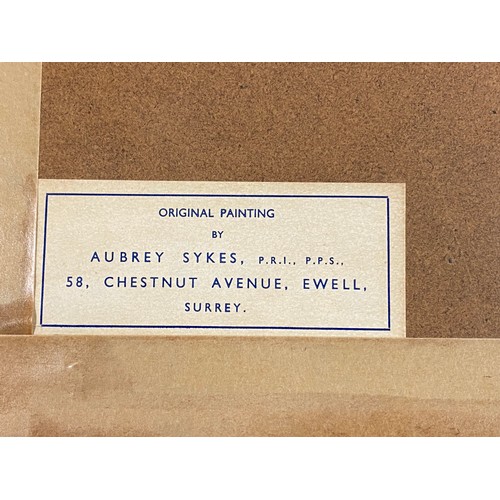 ORIGINAL PAINTING
BY
AUBREY SYKES, P.R.I., P.P.S.,
58, CHESTNUT AVENUE, EWELL,
SURREY.